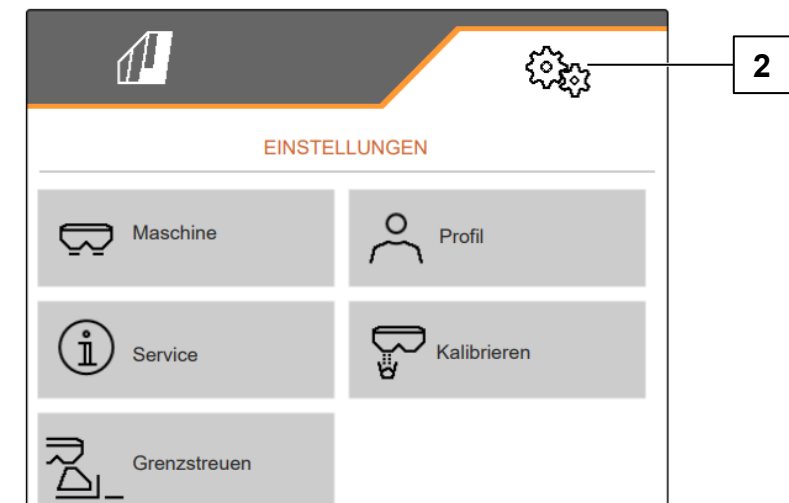 2
EINSTELLUNGEN
Maschine
Profil
Service
Kalibrieren
Grenzstreuen